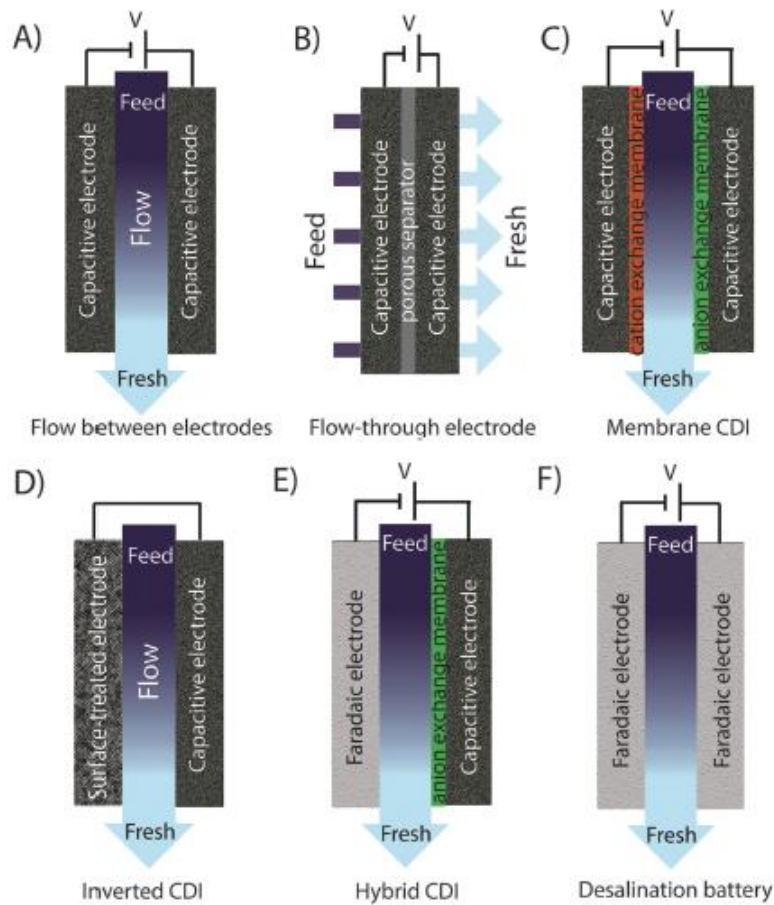 A)
V
Feed
Capacitive electrode
Flow
Capacitive electrode
Fresh
Flow between electrodes
B)
V
Feed
Capacitive electrode
porous separator
Capacitive electrode
Fresh
Flow-through electrode
C)
V
Feed
Capacitive electrode
cation exchange membrane
anion exchange membrane
Capacitive electrode
Fresh
Membrane CDI
D)
Feed
Surface-treated electrode
Flow
Capacitive electrode
Fresh
Inverted CDI
E)
V
Feed
Faradaic electrode
anion exchange membrane
Capacitive electrode
Fresh
Hybrid CDI
F)
V
Feed
Faradaic electrode
Faradaic electrode
Fresh
Desalination battery